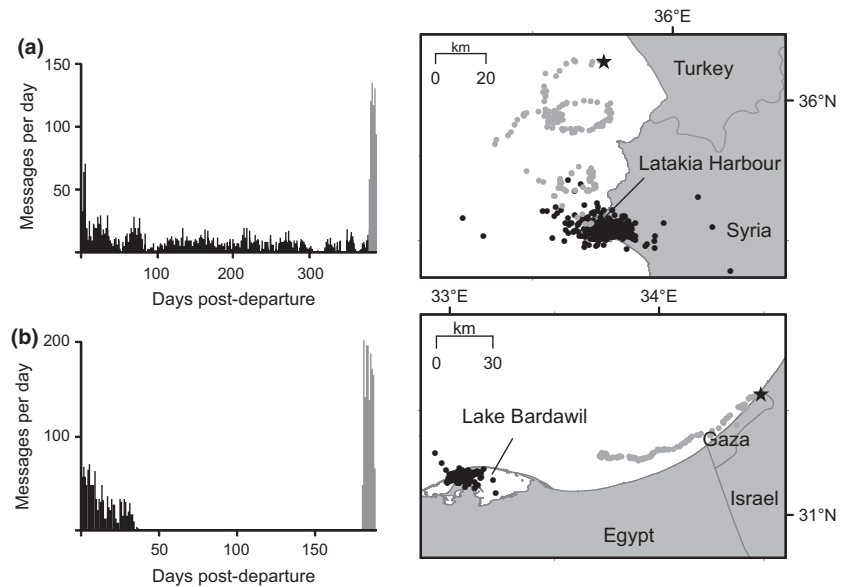 (a)
Messages per day
150
100
50
100
200
300
Days post-departure
36°E
km
0
20
Turkey
36°N
Latakia Harbour
Syria
(b)
Messages per day
200
100
50
100
150
Days post-departure
33°E
34°E
km
0
30
Lake Bardawil
Gaza
Israel
31°N
Egypt